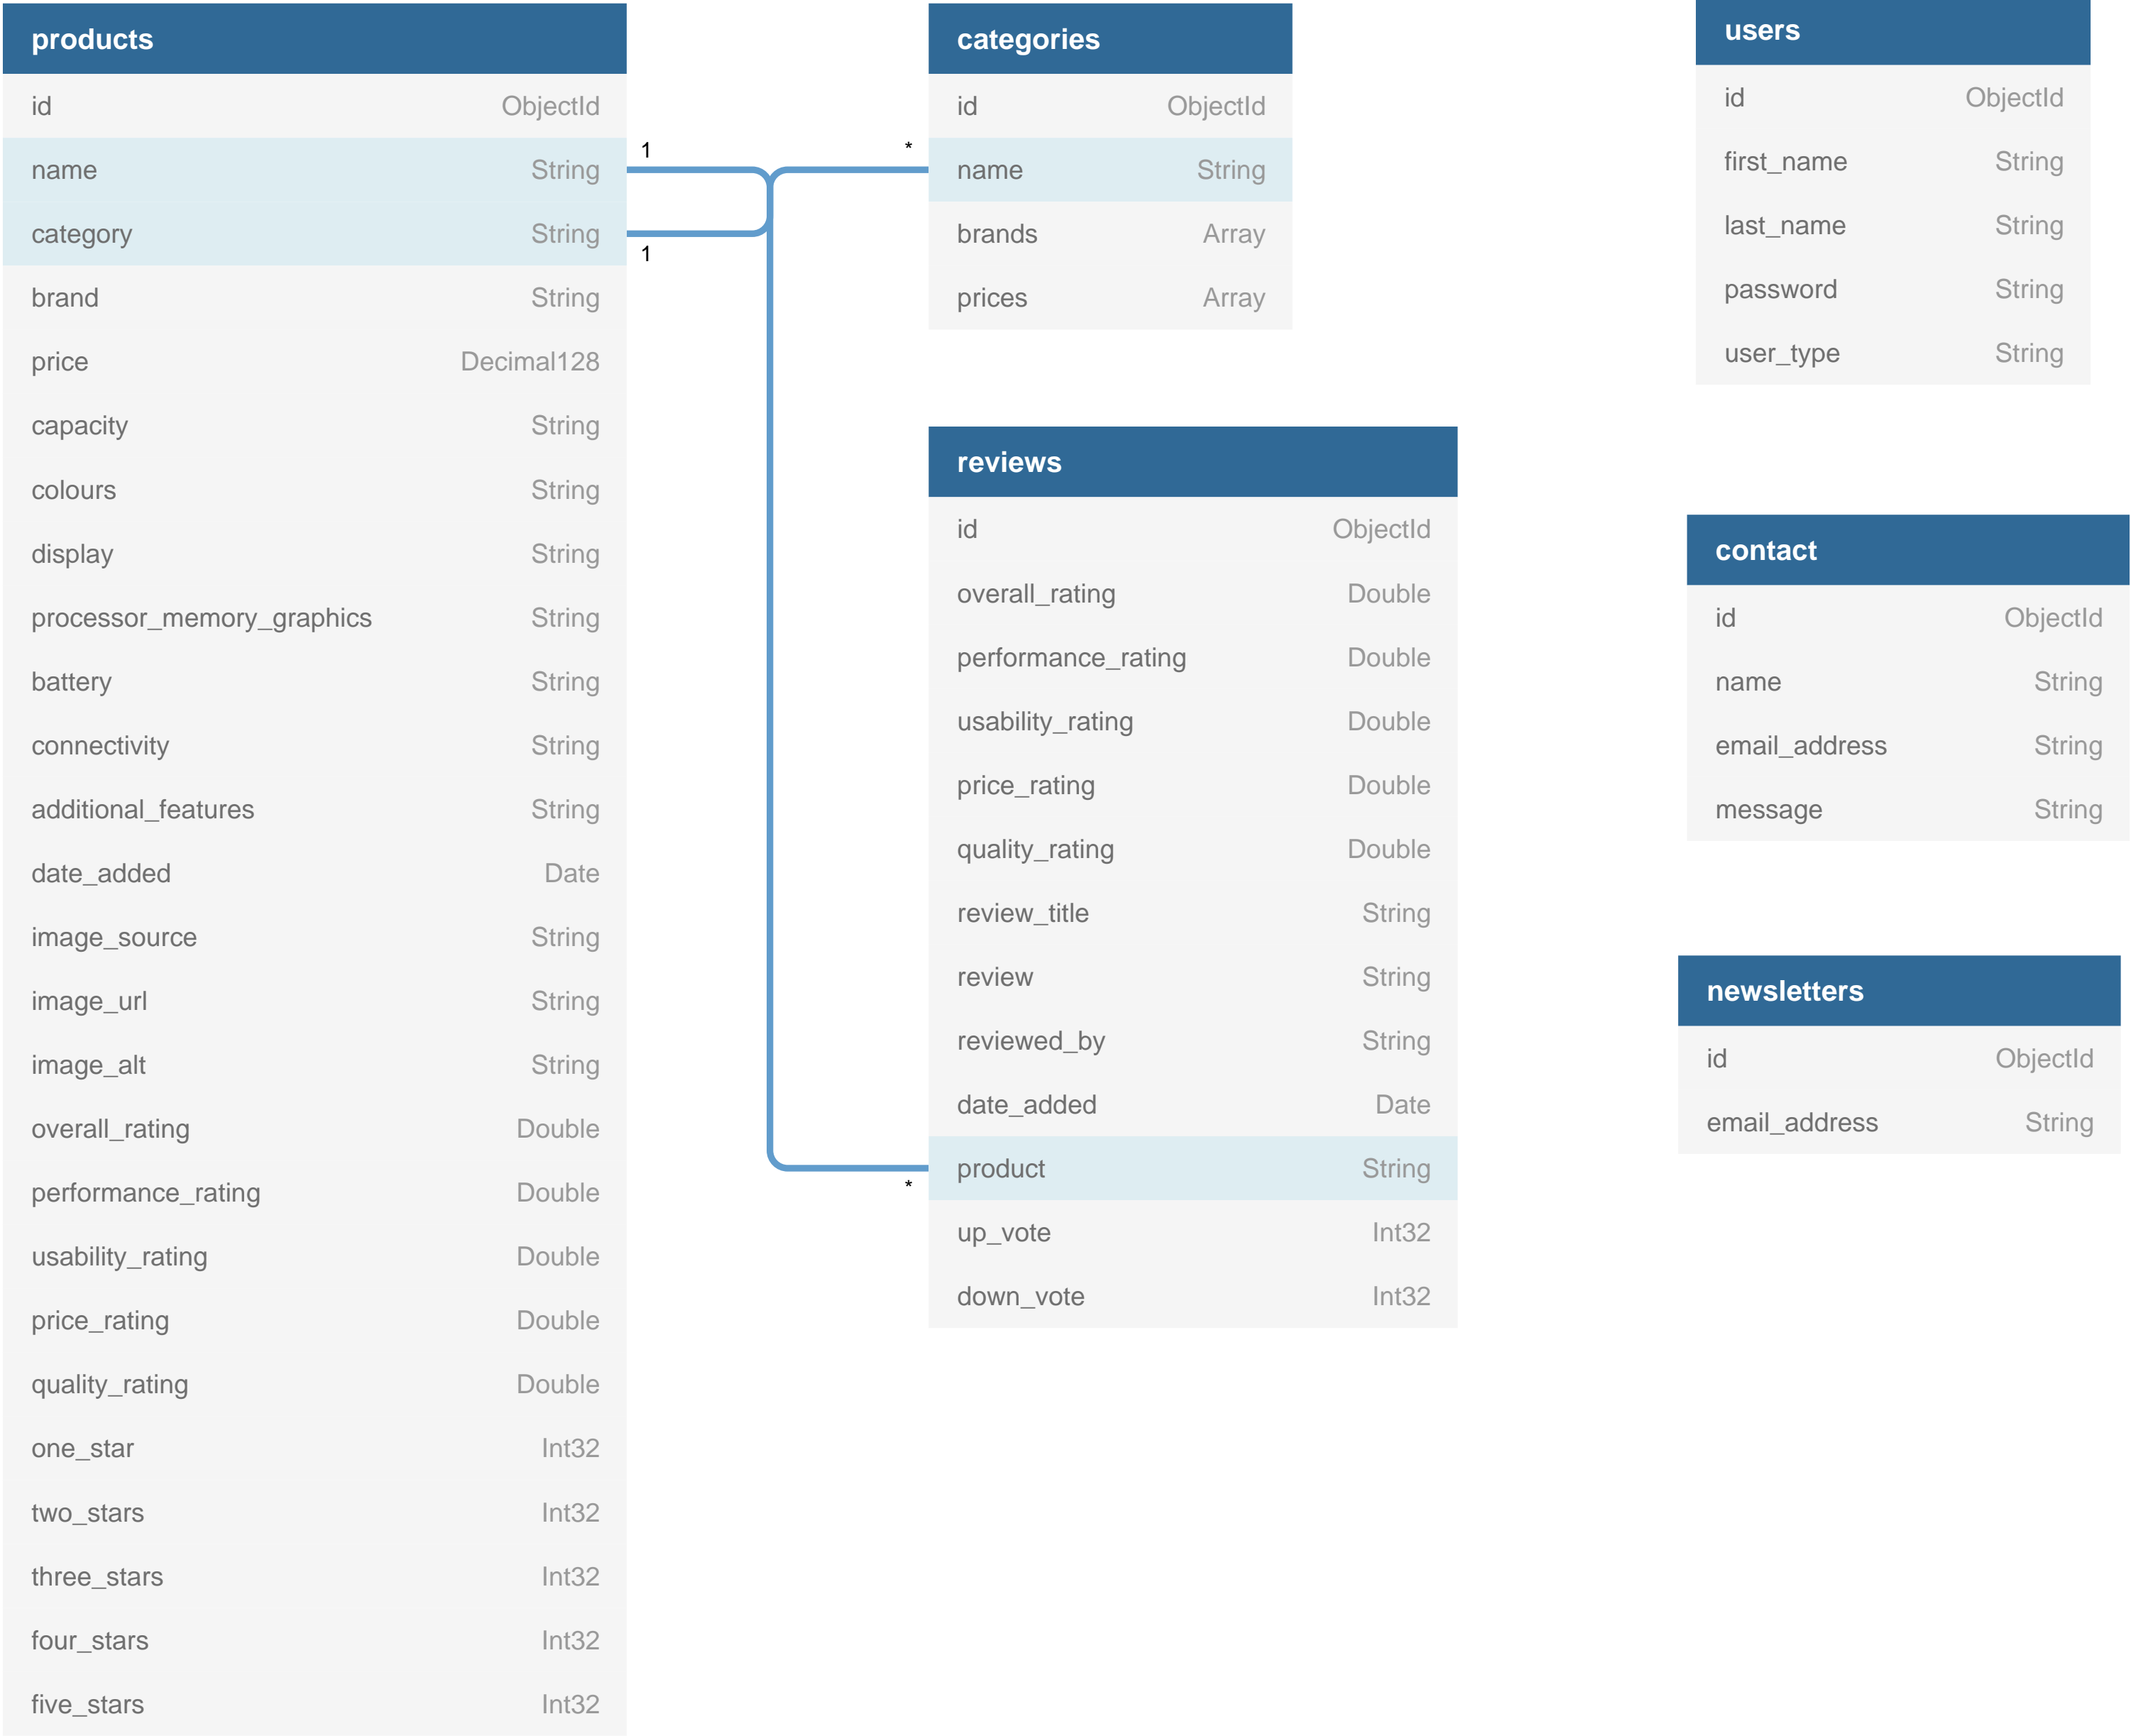 products
id ObjectId
name String
category String
brand String
price Decimal128
capacity String
colours String
display String
processor_memory_graphics String
battery String
connectivity String
additional_features String
date_added Date
image_source String
image_url String
image_alt String
overall_rating Double
performance_rating Double
usability_rating Double
price_rating Double
quality_rating Double
one_star Int32
two_stars Int32
three_stars Int32
four_stars Int32
five_stars Int32
1
1
*
*
categories
id ObjectId
name String
brands Array
prices Array
reviews
id ObjectId
overall_rating Double
performance_rating Double
usability_rating Double
price_rating Double
quality_rating Double
review_title String
review String
reviewed_by String
date_added Date
product String
up_vote Int32
down_vote Int32
users
id ObjectId
first_name String
last_name String
password String
user_type String
contact
id ObjectId
name String
email_address String
message String
newsletters
id ObjectId
email_address String